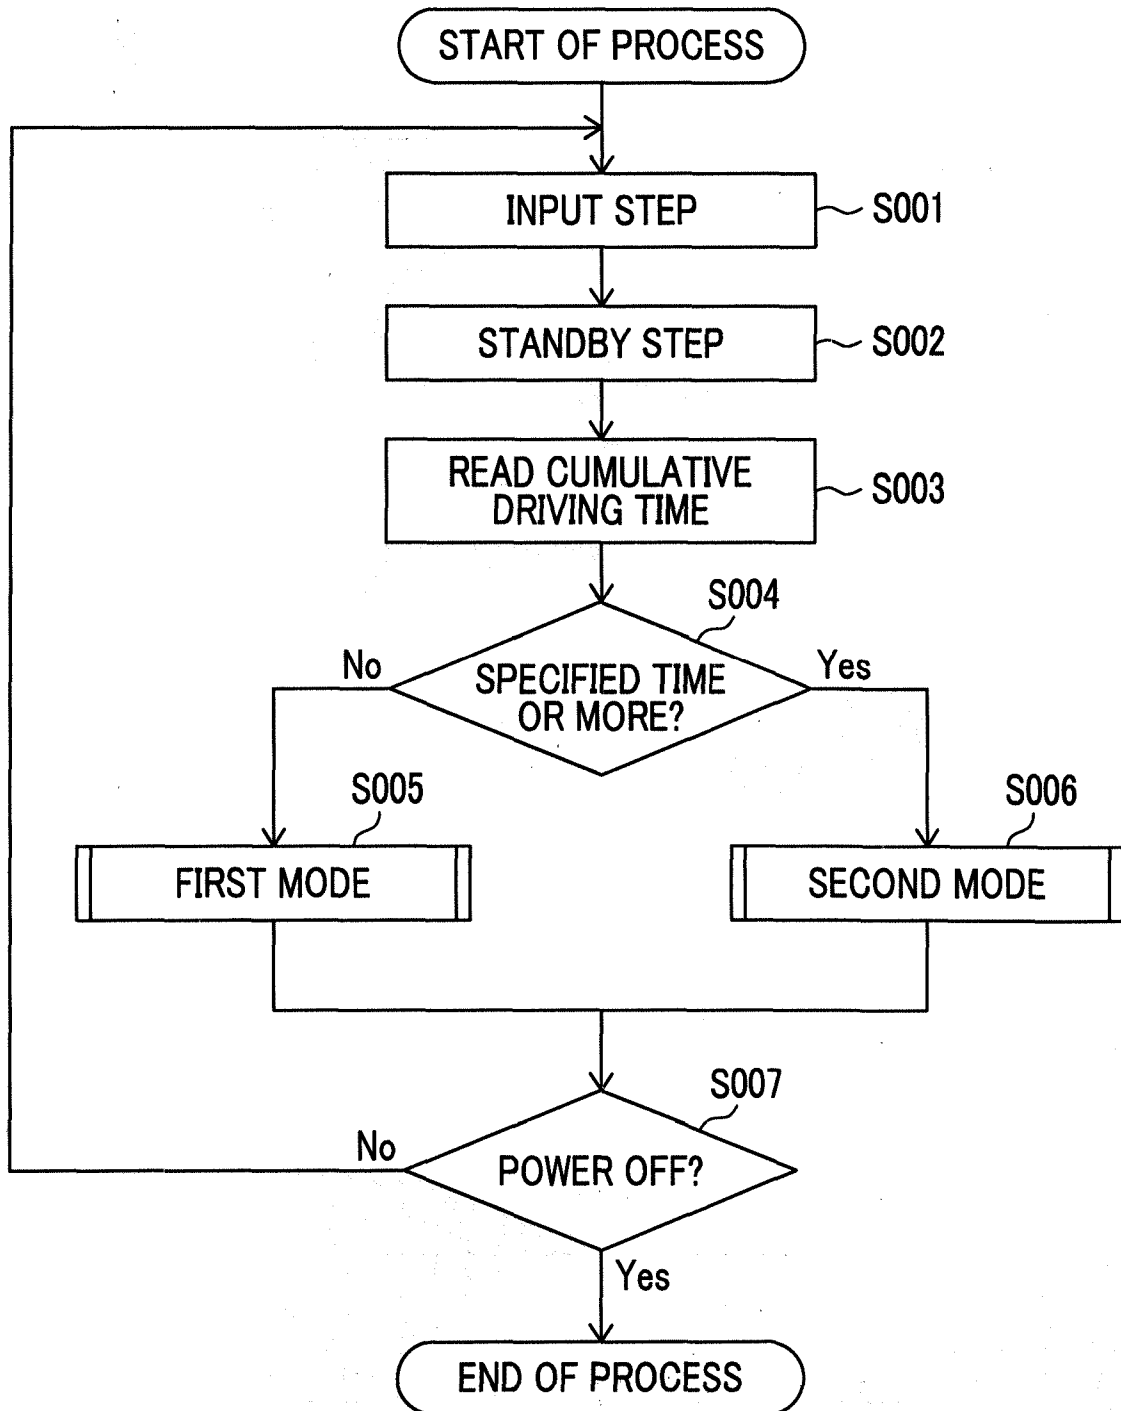 START OF PROCESS
INPUT STEP
S001
STANDBY STEP
S002
READ CUMULATIVE
DRIVING TIME
S003
S004
No
SPECIFIED TIME
OR MORE?
Yes
S005
FIRST MODE
S006
SECOND MODE
S007
No
POWER OFF?
Yes
END OF PROCESS